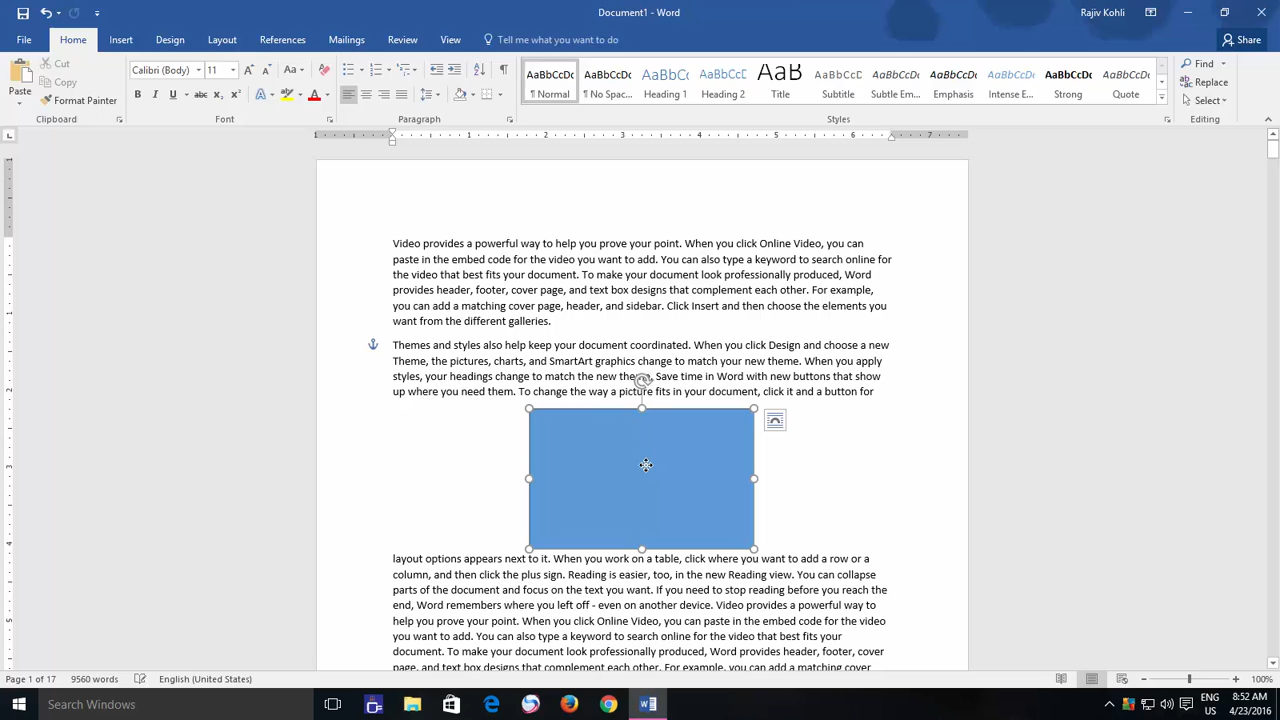 Document1 - Word
Rajiv Kohli
File Home Insert Design Layout References Mailings Review View Tell me what you want to do Share
Paste
Cut
Copy
Format Painter
Clipboard
Calibri (Body) 11
Font
Paragraph
AaBbCcDc AaBbCcDc AaBbCc AaBbCcD AaB AaBbCcD AaBbCcDc AaBbCcDc AaBbCcDc AaBbCcDc AaBbCcDc
¶ Normal ¶ No Spac... Heading 1 Heading 2 Title Subtitle Subtle Em... Emphasis Intense E... Strong Quote
Styles
Find
Replace
Select
Editing
1 1 2 3 4 5 6 7
Video provides a powerful way to help you prove your point. When you click Online Video, you can
paste in the embed code for the video you want to add. You can also type a keyword to search online for
the video that best fits your document. To make your document look professionally produced, Word
provides header, footer, cover page, and text box designs that complement each other. For example,
you can add a matching cover page, header, and sidebar. Click Insert and then choose the elements you
want from the different galleries.
Themes and styles also help keep your document coordinated. When you click Design and choose a new
Theme, the pictures, charts, and SmartArt graphics change to match your new theme. When you apply
styles, your headings change to match the new Save time in Word with new buttons that show
up where you need them. To change the way a picture fits in your document, click it and a button for
layout options appears next to it. When you work on a table, click where you want to add a row or a
column, and then click the plus sign. Reading is easier, too, in the new Reading view. You can collapse
parts of the document and focus on the text you want. If you need to stop reading before you reach the
end, Word remembers where you left off - even on another device. Video provides a powerful way to
help you prove your point. When you click Online Video, you can paste in the embed code for the video
you want to add. You can also type a keyword to search online for the video that best fits your
document. To make your document look professionally produced, Word provides header, footer, cover
page, and text box designs that complement each other. For example, you can add a matching cover
Page 1 of 17 9560 words English (United States) 100%
Search Windows
ENG
US
8:52 AM
4/23/2016